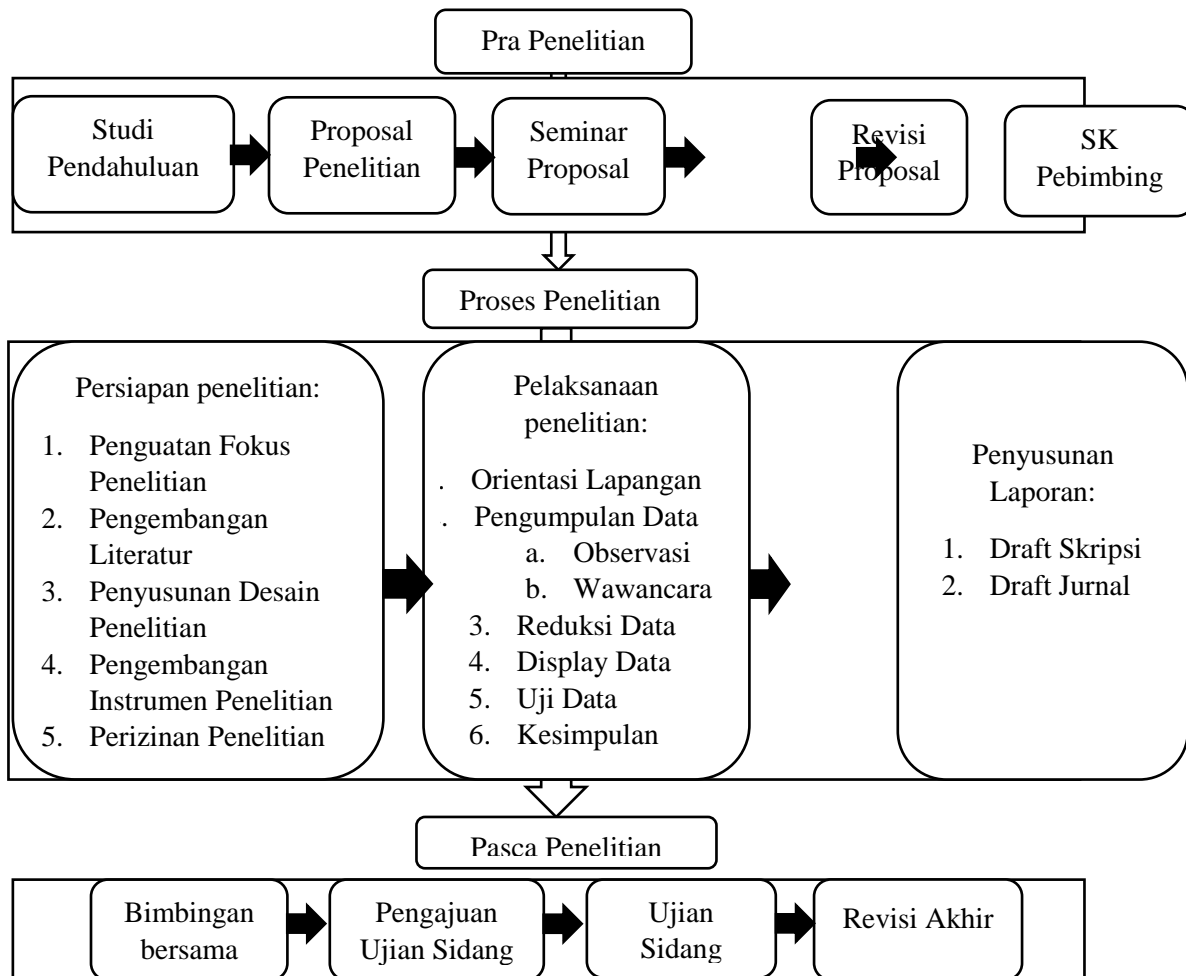 Pra Penelitian
Studi
Pendahuluan
Proposal
Penelitian
Seminar
Proposal
Revisi
Proposal
SK
Pebimbing
Proses Penelitian
Persiapan penelitian:
1. Penguatan Fokus
Penelitian
2. Pengembangan
Literatur
3. Penyusunan Desain
Penelitian
4. Pengembangan
Instrumen Penelitian
5. Perizinan Penelitian
Pelaksanaan
penelitian:
. Orientasi Lapangan
. Pengumpulan Data
a. Observasi
b. Wawancara
3. Reduksi Data
4. Display Data
5. Uji Data
6. Kesimpulan
Penyusunan
Laporan:
1. Draft Skripsi
2. Draft Jurnal
Pasca Penelitian
Bimbingan
bersama
Pengajuan
Ujian Sidang
Ujian
Sidang
Revisi Akhir